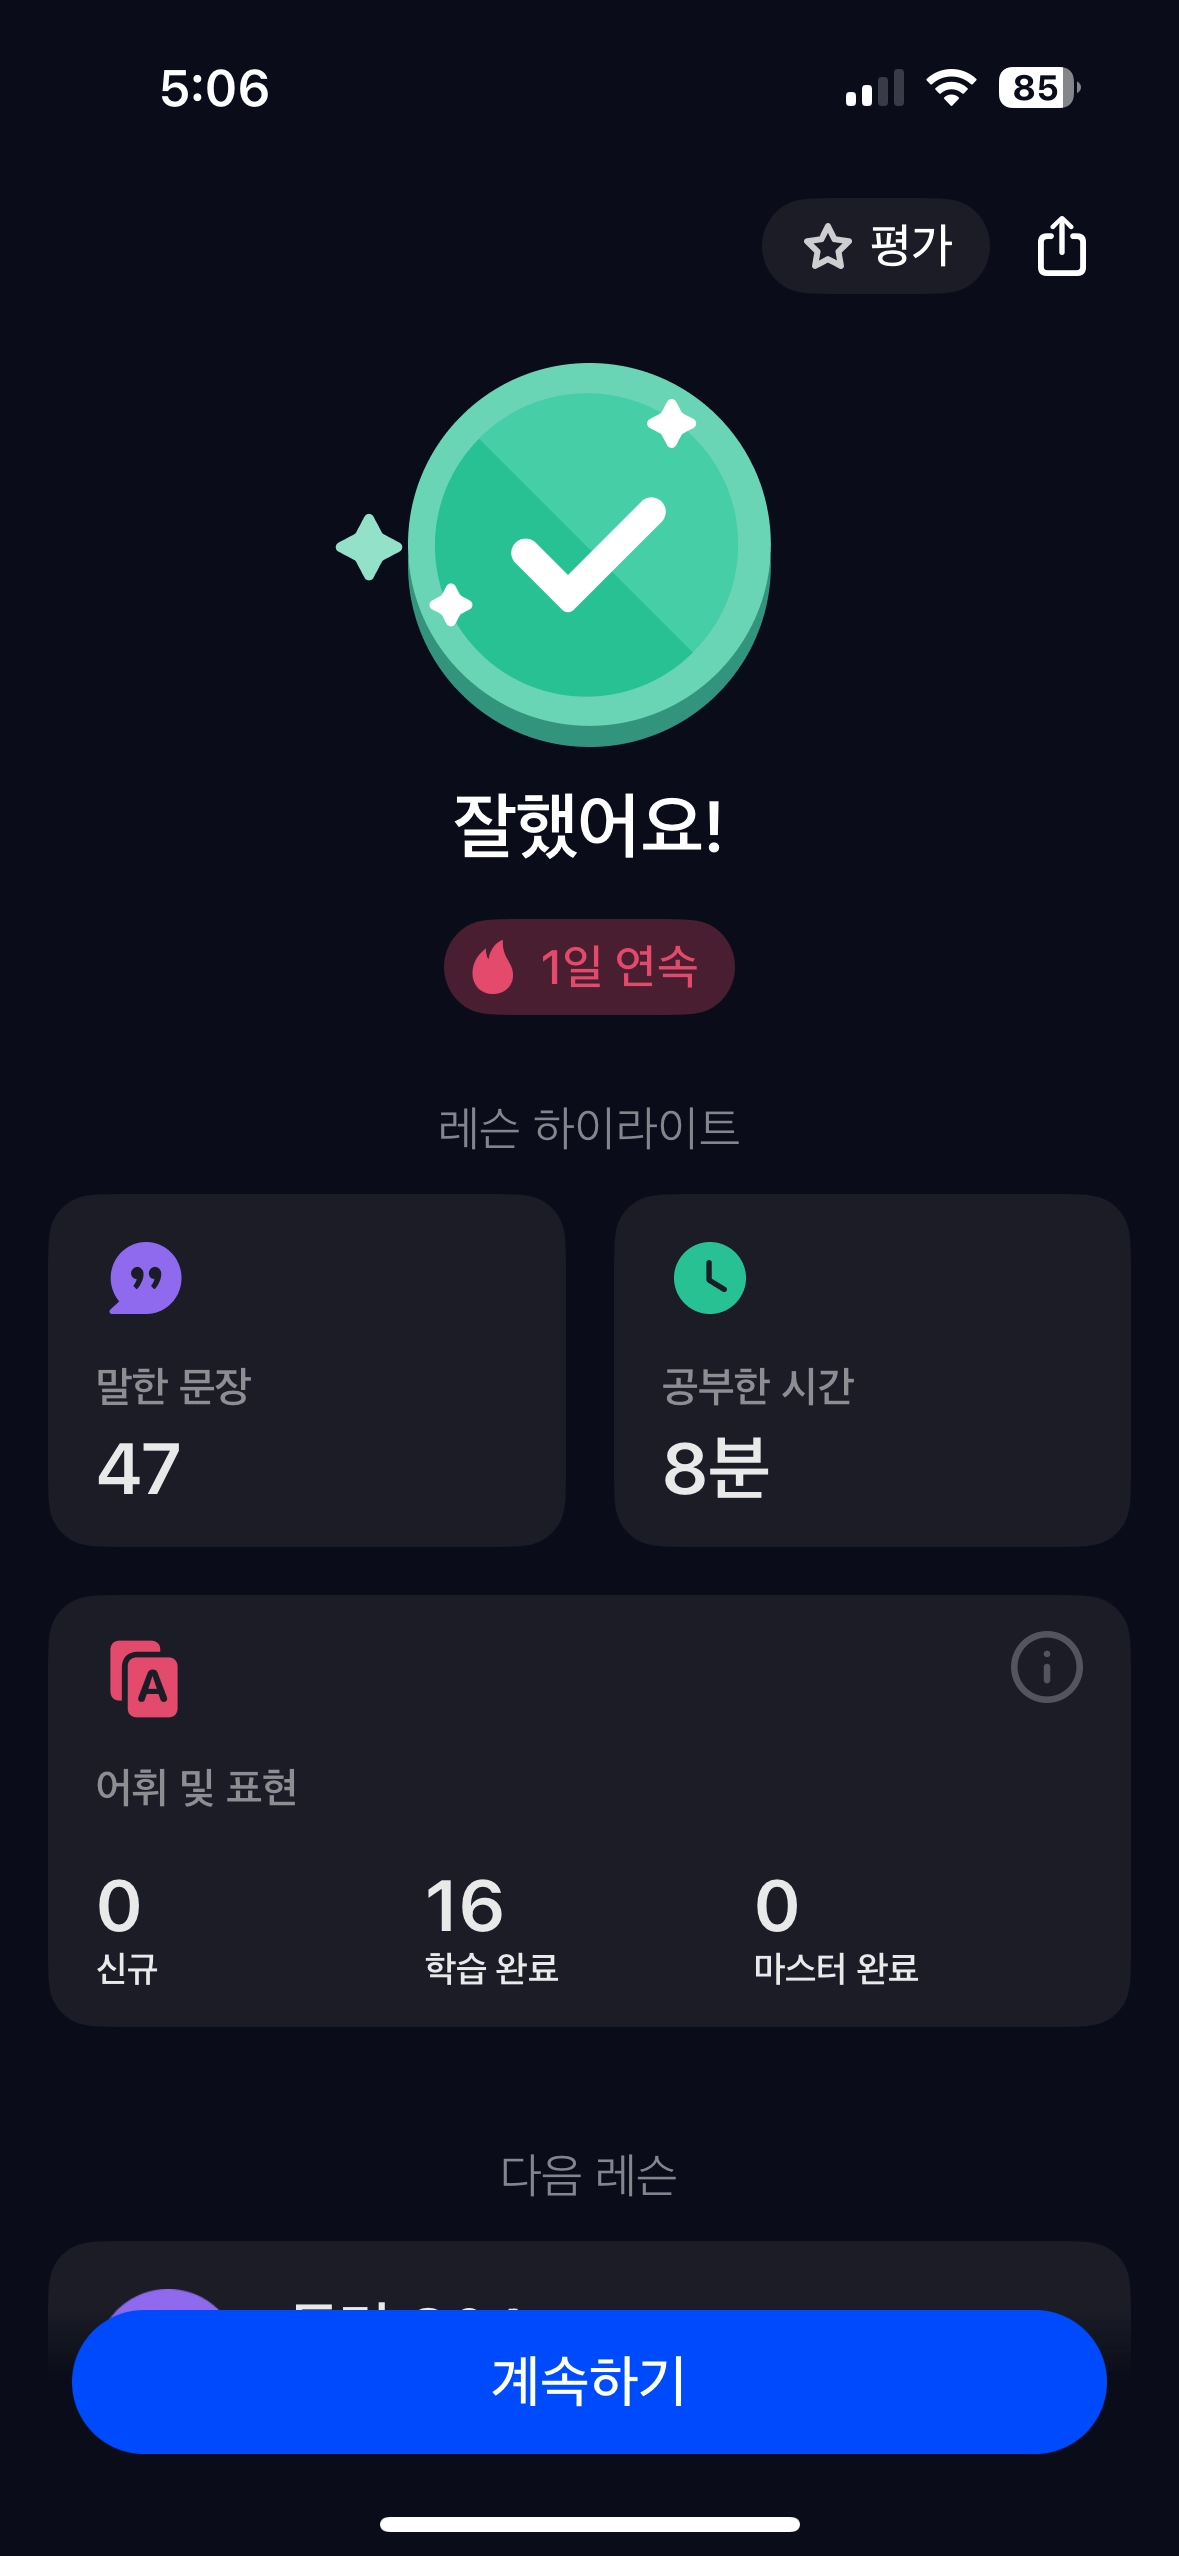 5:06
85
평가
잘했어요!
1일 연속
레슨 하이라이트
말한 문장
47
공부한 시간
8분
A
어휘 및 표현
0
신규
16
학습 완료
0
마스터 완료
다음 레슨
계속하기